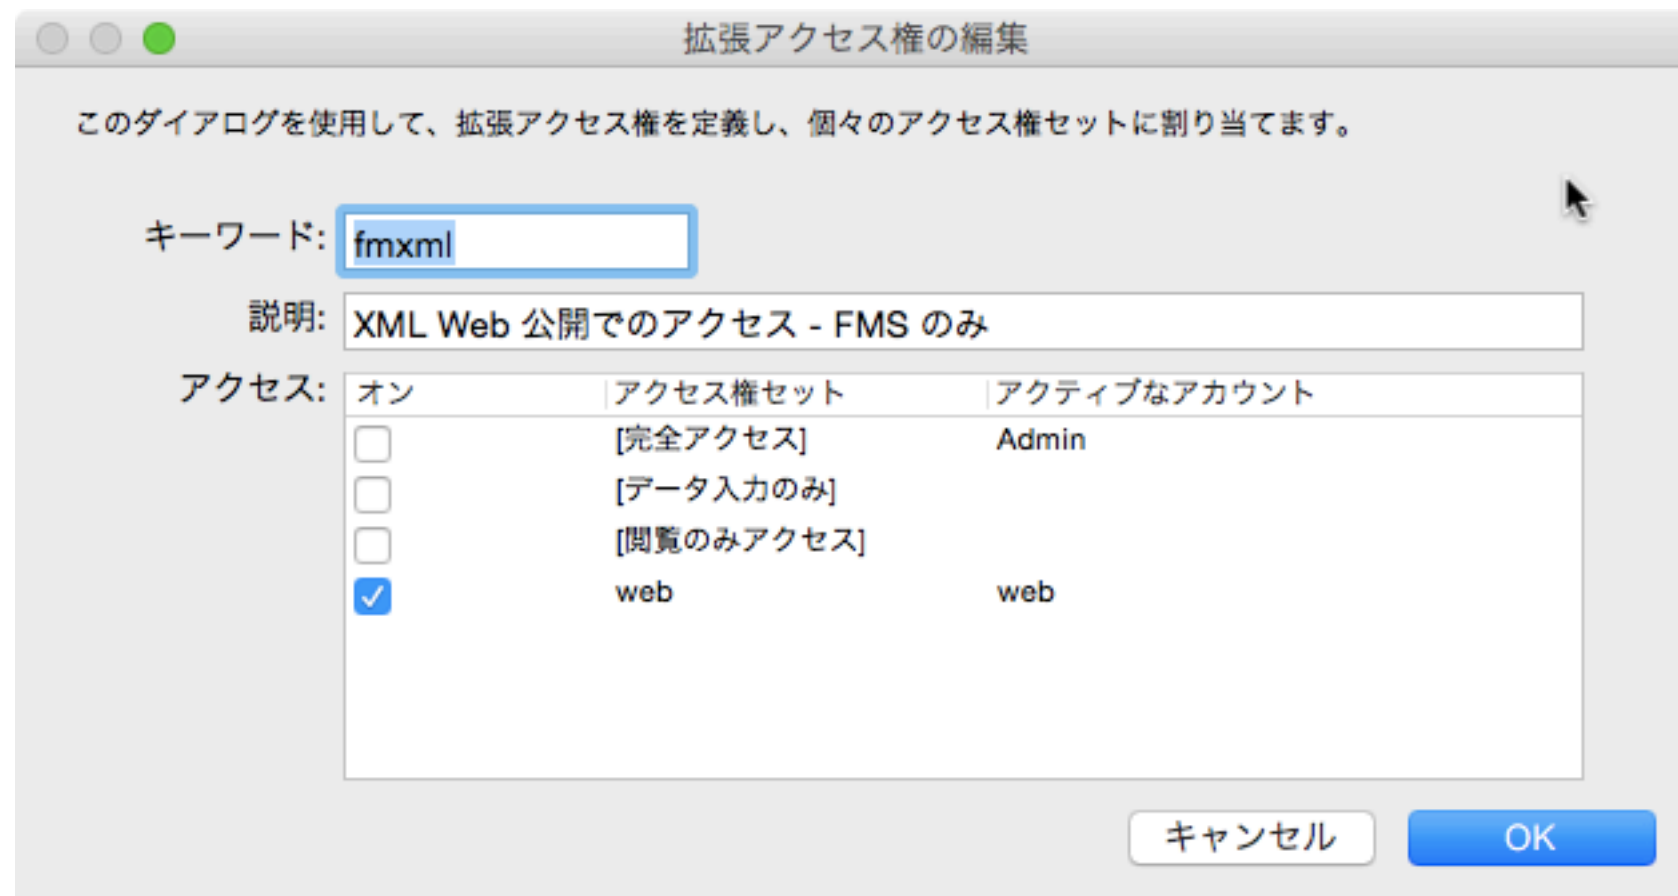 拡張アクセス権の編集
このダイアログを使用して、拡張アクセス権を定義し、個々のアクセス権セットに割り当てます。
キーワード: fmxml
説明: XML Web 公開でのアクセス - FMS のみ
アクセス: オン アクセス権セット アクティブなアカウント
[完全アクセス] Admin
[データ入力のみ]
[閲覧のみアクセス]
web web
キャンセル OK